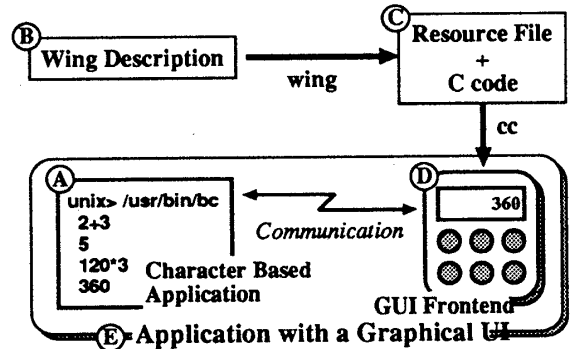 B
Wing Description
wing
C
Resource File
+
C code
cc
A
unix> /usr/bin/bc
2+3
5
120*3
360
Character Based
Application
Communication
D
360
GUI Frontend
E Application with a Graphical UI